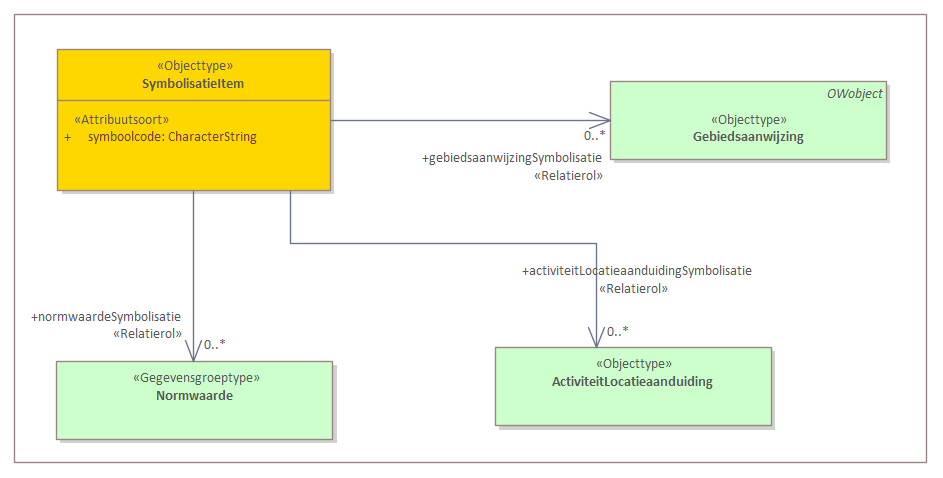 «Objecttype»
SymbolisatieItem
«Attribuutsoort»
+ symboolcode: CharacterString
OWobject
«Objecttype»
Gebiedsaanwijzing
0..*
+gebiedsaanwijzingSymbolisatie
«Relatierol»
+activiteitLocatieaanduidingSymbolisatie
«Relatierol»
0..*
+normwaardeSymbolisatie
«Relatierol»
0..*
«Gegevensgroeptype»
Normwaarde
«Objecttype»
ActiviteitLocatieaanduiding